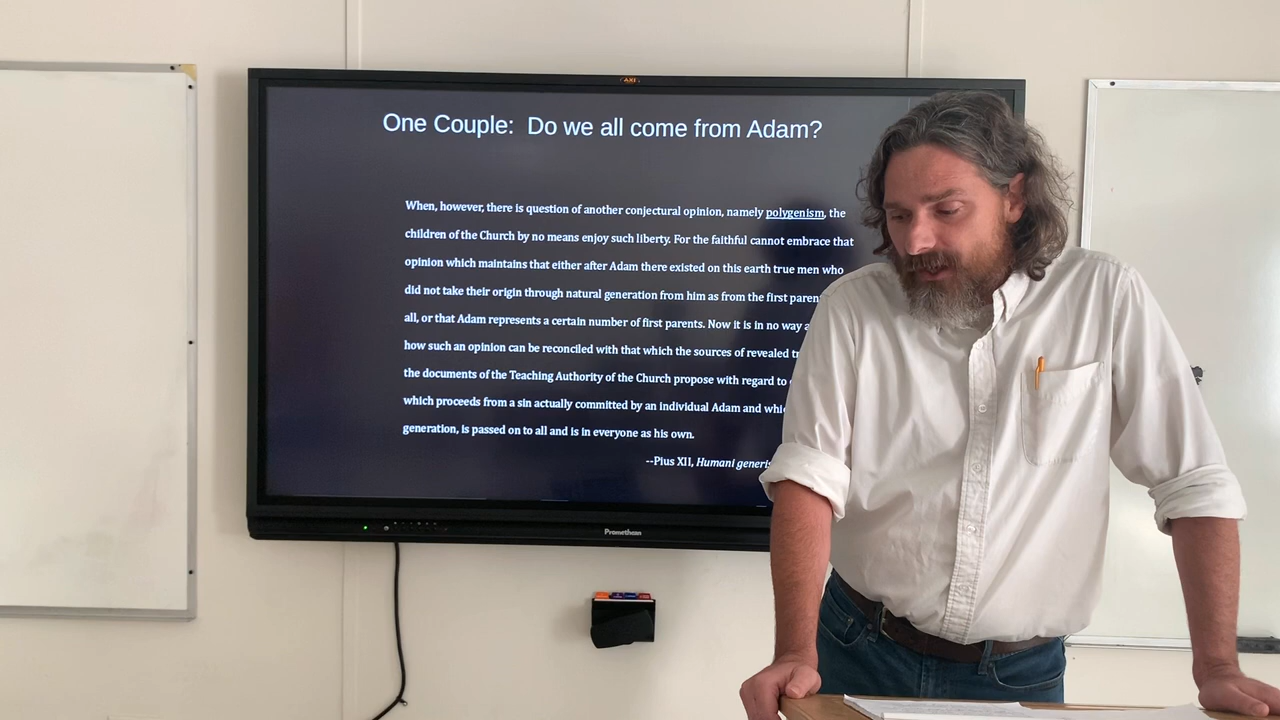 One Couple:  Do we all come from Adam?
When, however, there is question of another conjectural opinion, namely polygenism, the
children of the Church by no means enjoy such liberty. For the faithful cannot embrace that
opinion which maintains that either after Adam there existed on this earth true men who
did not take their origin through natural generation from him as from the first
all, or that Adam represents a certain number of first parents. Now it is in no way
how such an opinion can be reconciled with that which the sources of revealed
the documents of the Teaching Authority of the Church propose with regard to
which proceeds from a sin actually committed by an individual Adam and
generation, is passed on to all and is in everyone as his own.
--Pius XII, Humani
Promethean